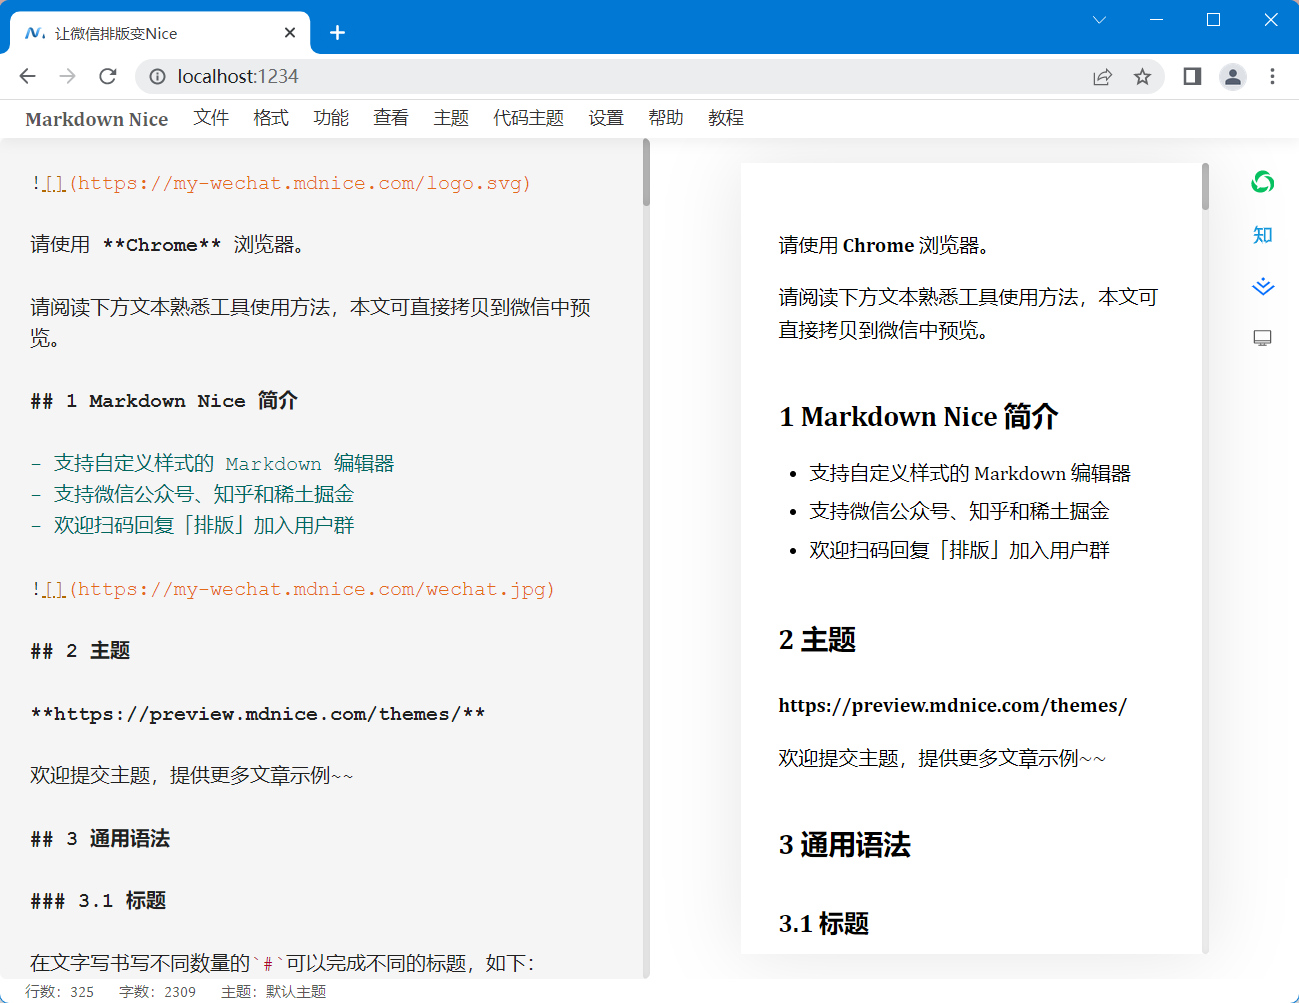 让微信排版变Nice
localhost:1234
Markdown Nice 文件 格式 功能 查看 主题 代码主题 设置 帮助 教程
![](https://my-wechat.mdnice.com/logo.svg)
请使用 **Chrome** 浏览器。
请阅读下方文本熟悉工具使用方法，本文可直接拷贝到微信中预
览。
## 1 Markdown Nice 简介
- 支持自定义样式的 Markdown 编辑器
- 支持微信公众号、知乎和稀土掘金
- 欢迎扫码回复「排版」加入用户群
![](https://my-wechat.mdnice.com/wechat.jpg)
## 2 主题
**https://preview.mdnice.com/themes/**
欢迎提交主题，提供更多文章示例~~
## 3 通用语法
### 3.1 标题
在文字写书写不同数量的`#`可以完成不同的标题，如下：
请使用 Chrome 浏览器。
请阅读下方文本熟悉工具使用方法，本文可
直接拷贝到微信中预览。
1 Markdown Nice 简介
• 支持自定义样式的 Markdown 编辑器
• 支持微信公众号、知乎和稀土掘金
• 欢迎扫码回复「排版」加入用户群
2 主题
https://preview.mdnice.com/themes/
欢迎提交主题，提供更多文章示例~~
3 通用语法
3.1 标题
知
行数：325 字数：2309 主题：默认主题